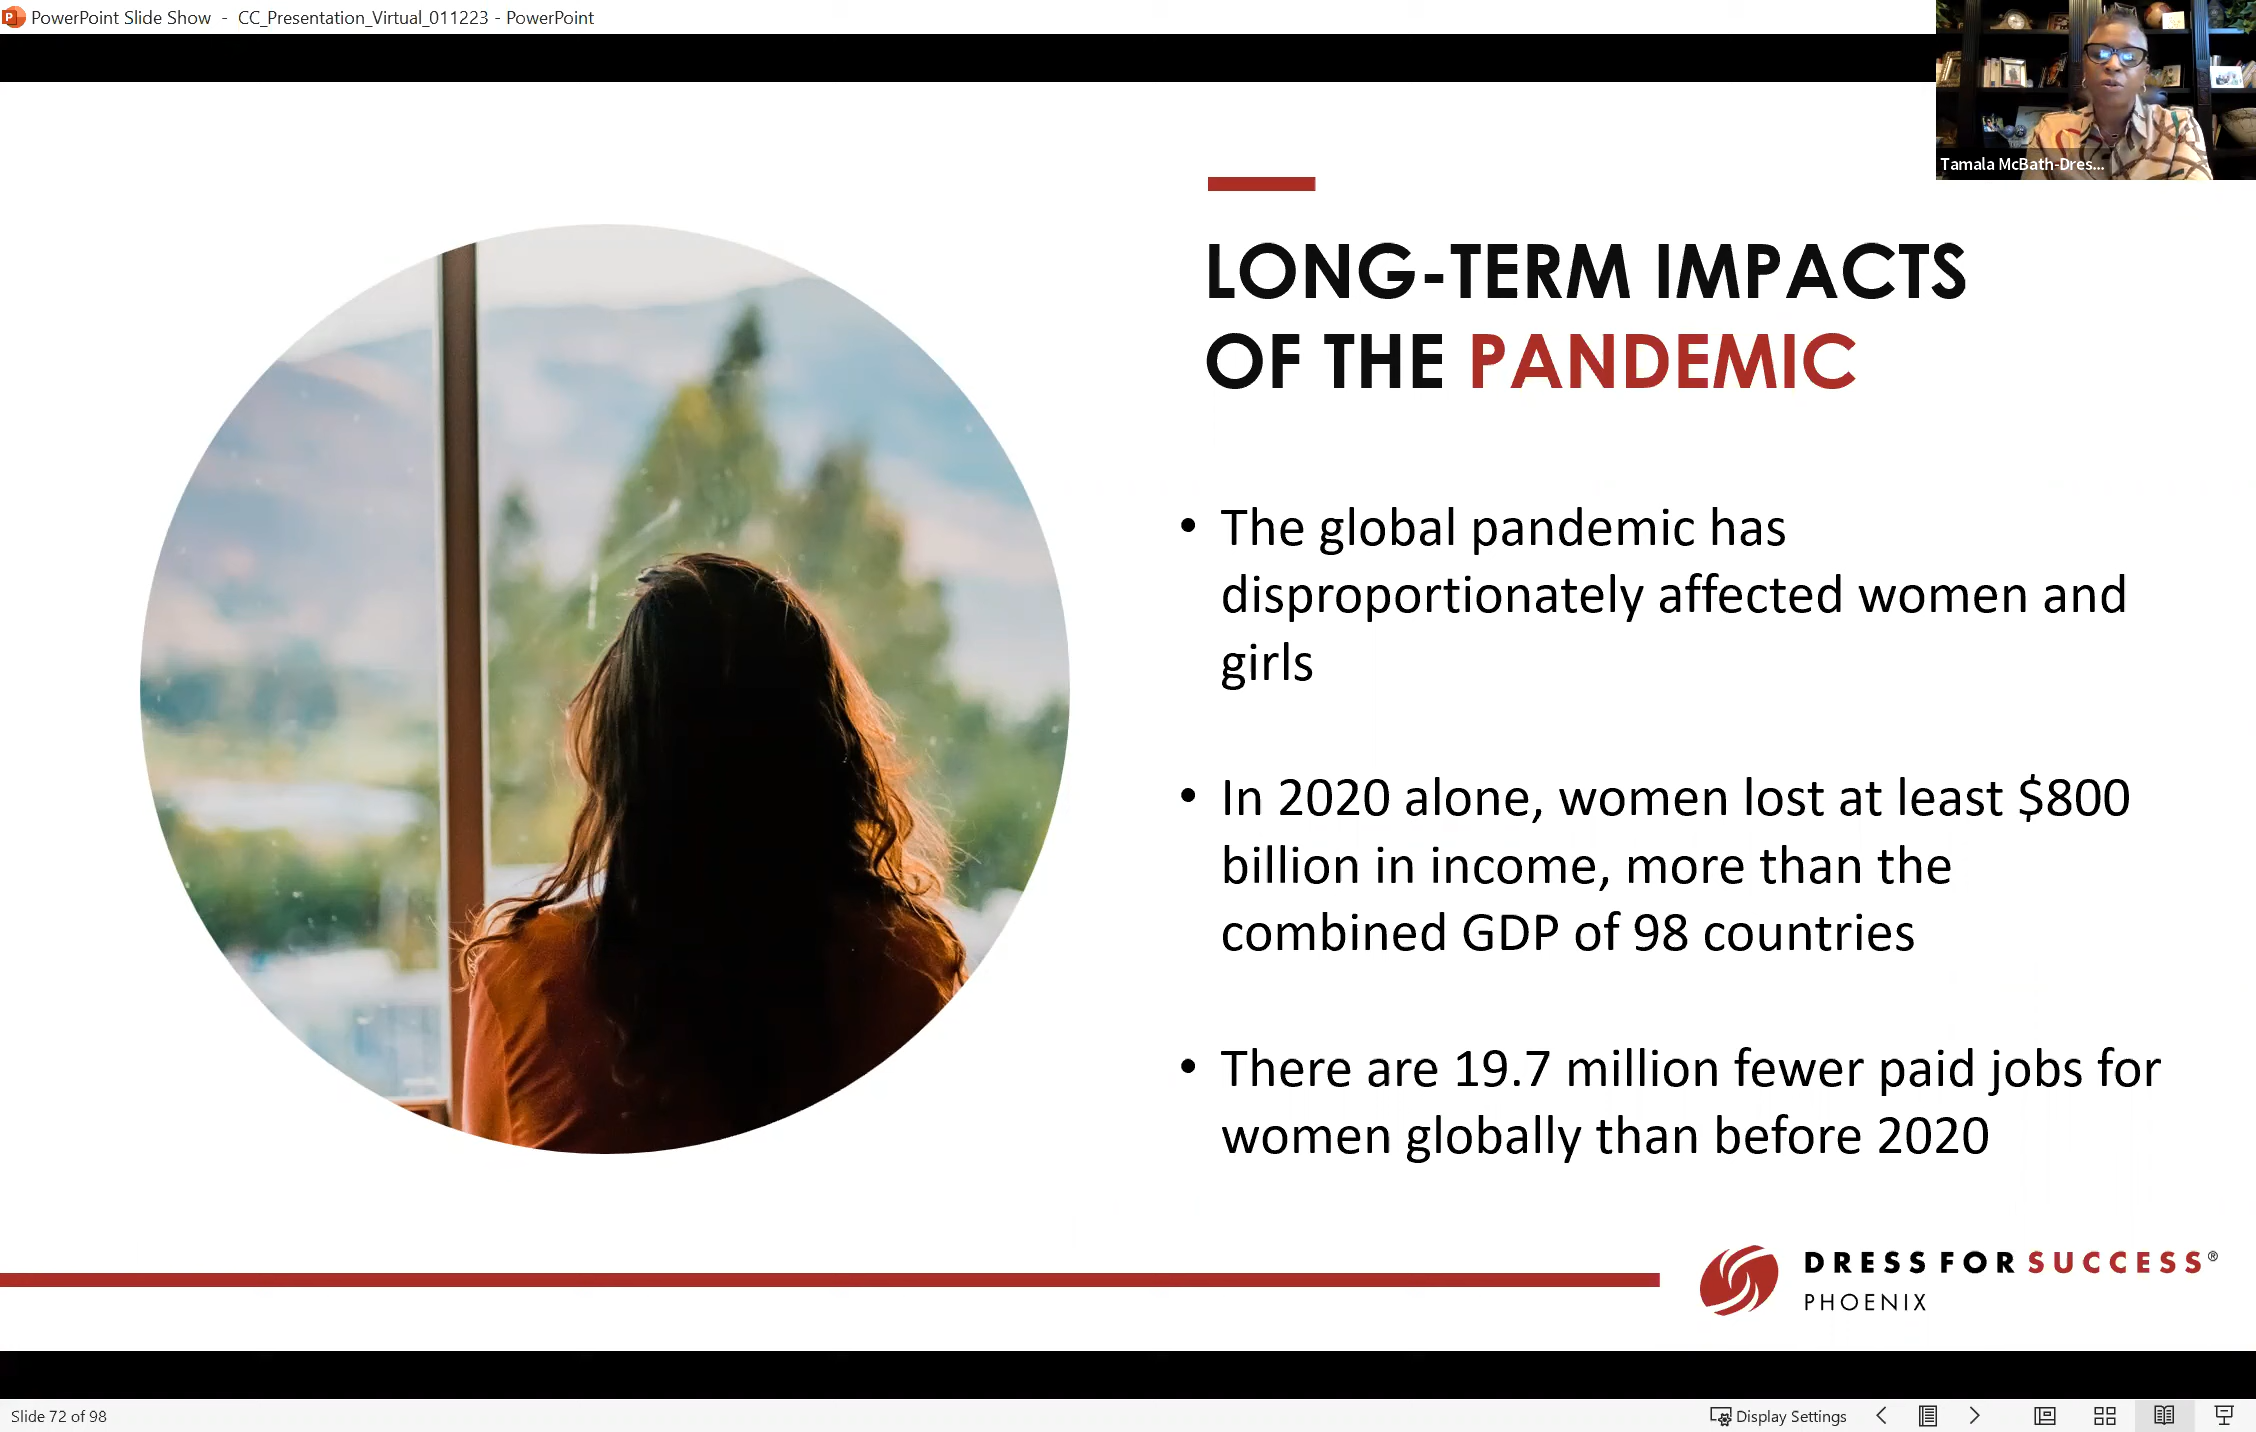 PowerPoint Slide Show - CC_Presentation_Virtual_011223 - PowerPoint
Tamala McBath-Dres...
LONG-TERM IMPACTS
OF THE PANDEMIC
• The global pandemic has
disproportionately affected women and
girls
• In 2020 alone, women lost at least $800
billion in income, more than the
combined GDP of 98 countries
• There are 19.7 million fewer paid jobs for
women globally than before 2020
DRESS FOR SUCCESS®
PHOENIX
Slide 72 of 98
Display Settings